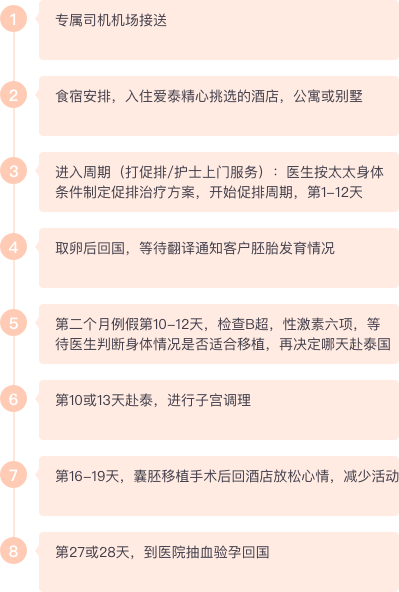 1
专属司机机场接送
2
食宿安排，入住爱泰精心挑选的酒店，公寓或别墅
3
进入周期（打促排/护士上门服务）：医生按太太身体
条件制定促排治疗方案，开始促排周期，第1-12天
4
取卵后回国，等待翻译通知客户胚胎发育情况
5
第二个月例假第10-12天，检查B超，性激素六项，等
待医生判断身体情况是否适合移植，再决定哪天赴泰国
6
第10或13天赴泰，进行子宫调理
7
第16-19天，囊胚移植手术后回酒店放松心情，减少活动
8
第27或28天，到医院抽血验孕回国